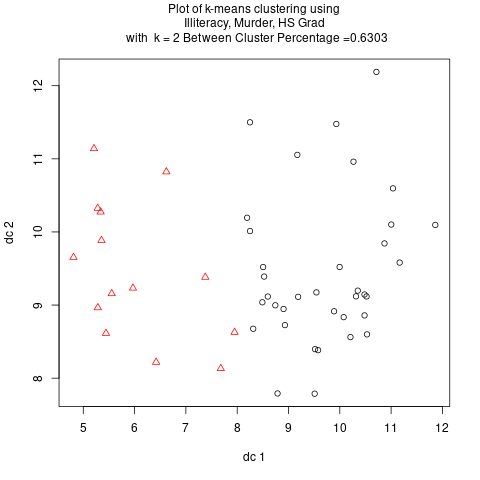 Plot of k-means clustering using
Illiteracy, Murder, HS Grad
with  k = 2 Between Cluster Percentage =0.6303
12
11
10
9
8
dc 2
5 6 7 8 9 10 11 12
dc 1